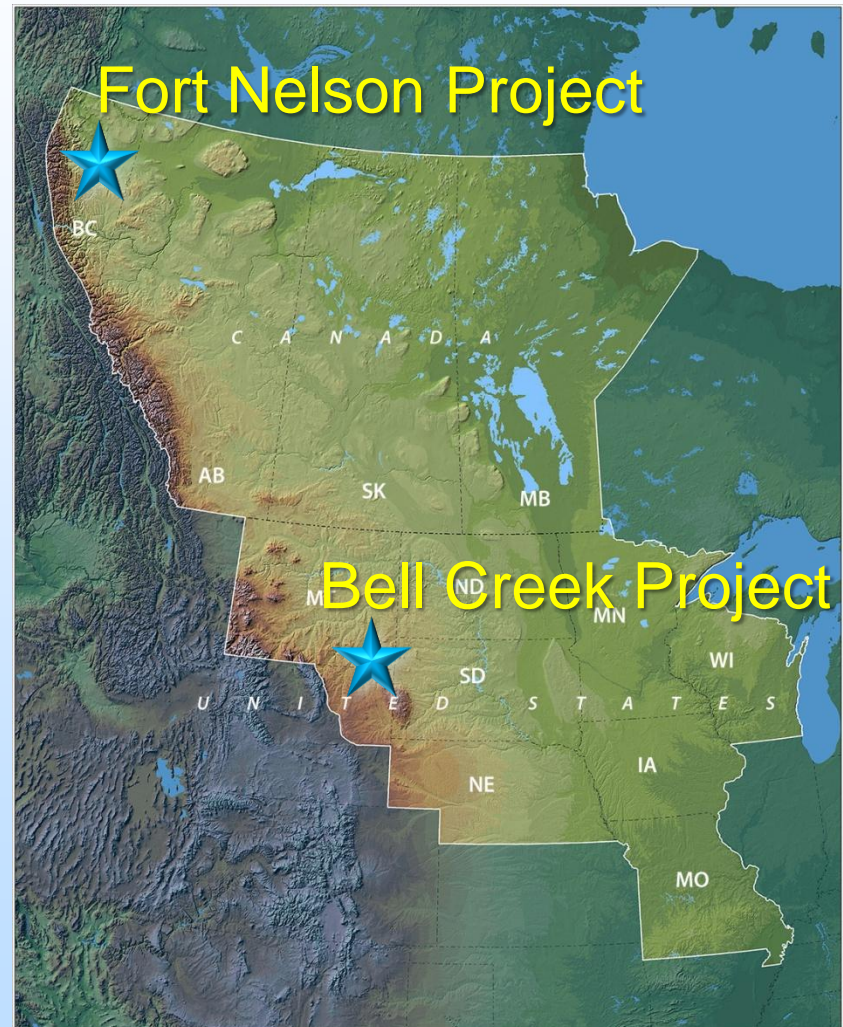 Fort Nelson Project
BC
C A N A D A
AB
SK
MB
Bell Creek Project
M
ND
MN
WI
SD
U N I T E D S T A T E S
IA
NE
MO